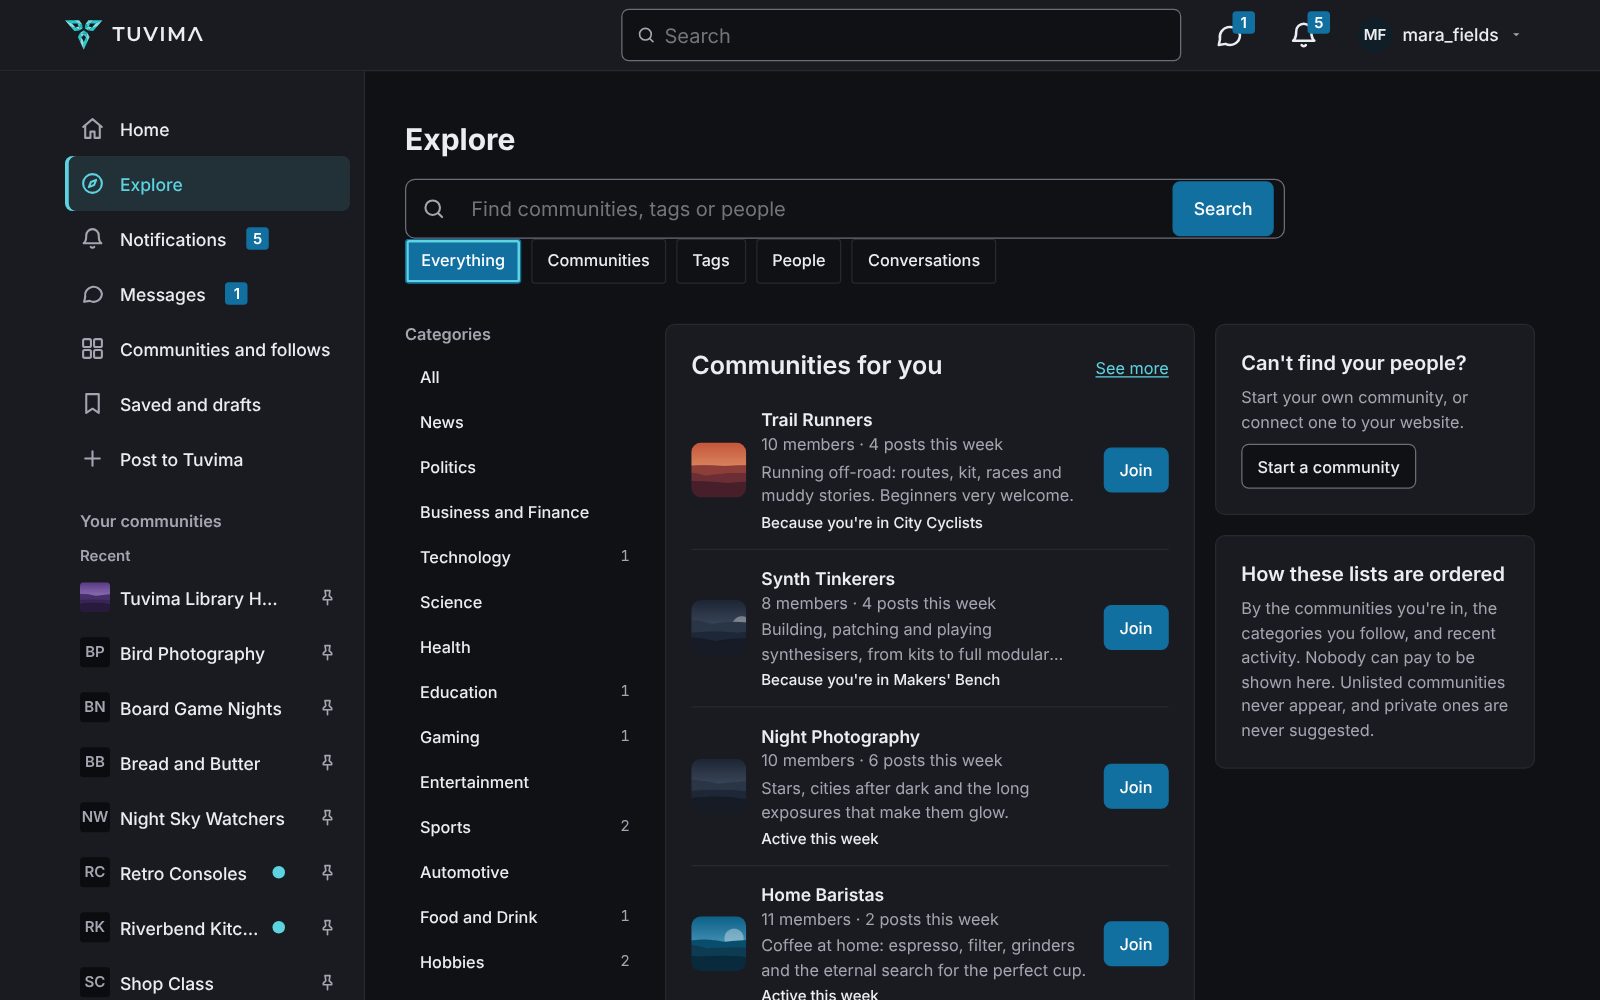 TUVIMA
Search
1
5
MF
mara_fields
Home
Explore
Notifications 5
Messages 1
Communities and follows
Saved and drafts
Post to Tuvima
Your communities
Recent
Tuvima Library H...
BP Bird Photography
BN Board Game Nights
BB Bread and Butter
NW Night Sky Watchers
RC Retro Consoles
RK Riverbend Kitc...
SC Shop Class
Explore
Find communities, tags or people
Search
Everything
Communities
Tags
People
Conversations
Categories
All
News
Politics
Business and Finance
Technology 1
Science
Health
Education 1
Gaming 1
Entertainment
Sports 2
Automotive
Food and Drink 1
Hobbies 2
Communities for you
See more
Trail Runners
10 members · 4 posts this week
Running off-road: routes, kit, races and
muddy stories. Beginners very welcome.
Because you're in City Cyclists
Join
Synth Tinkerers
8 members · 4 posts this week
Building, patching and playing
synthesisers, from kits to full modular...
Because you're in Makers' Bench
Join
Night Photography
10 members · 6 posts this week
Stars, cities after dark and the long
exposures that make them glow.
Active this week
Join
Home Baristas
11 members · 2 posts this week
Coffee at home: espresso, filter, grinders
and the eternal search for the perfect cup.
Active this week
Join
Can't find your people?
Start your own community, or
connect one to your website.
Start a community
How these lists are ordered
By the communities you're in, the
categories you follow, and recent
activity. Nobody can pay to be
shown here. Unlisted communities
never appear, and private ones are
never suggested.